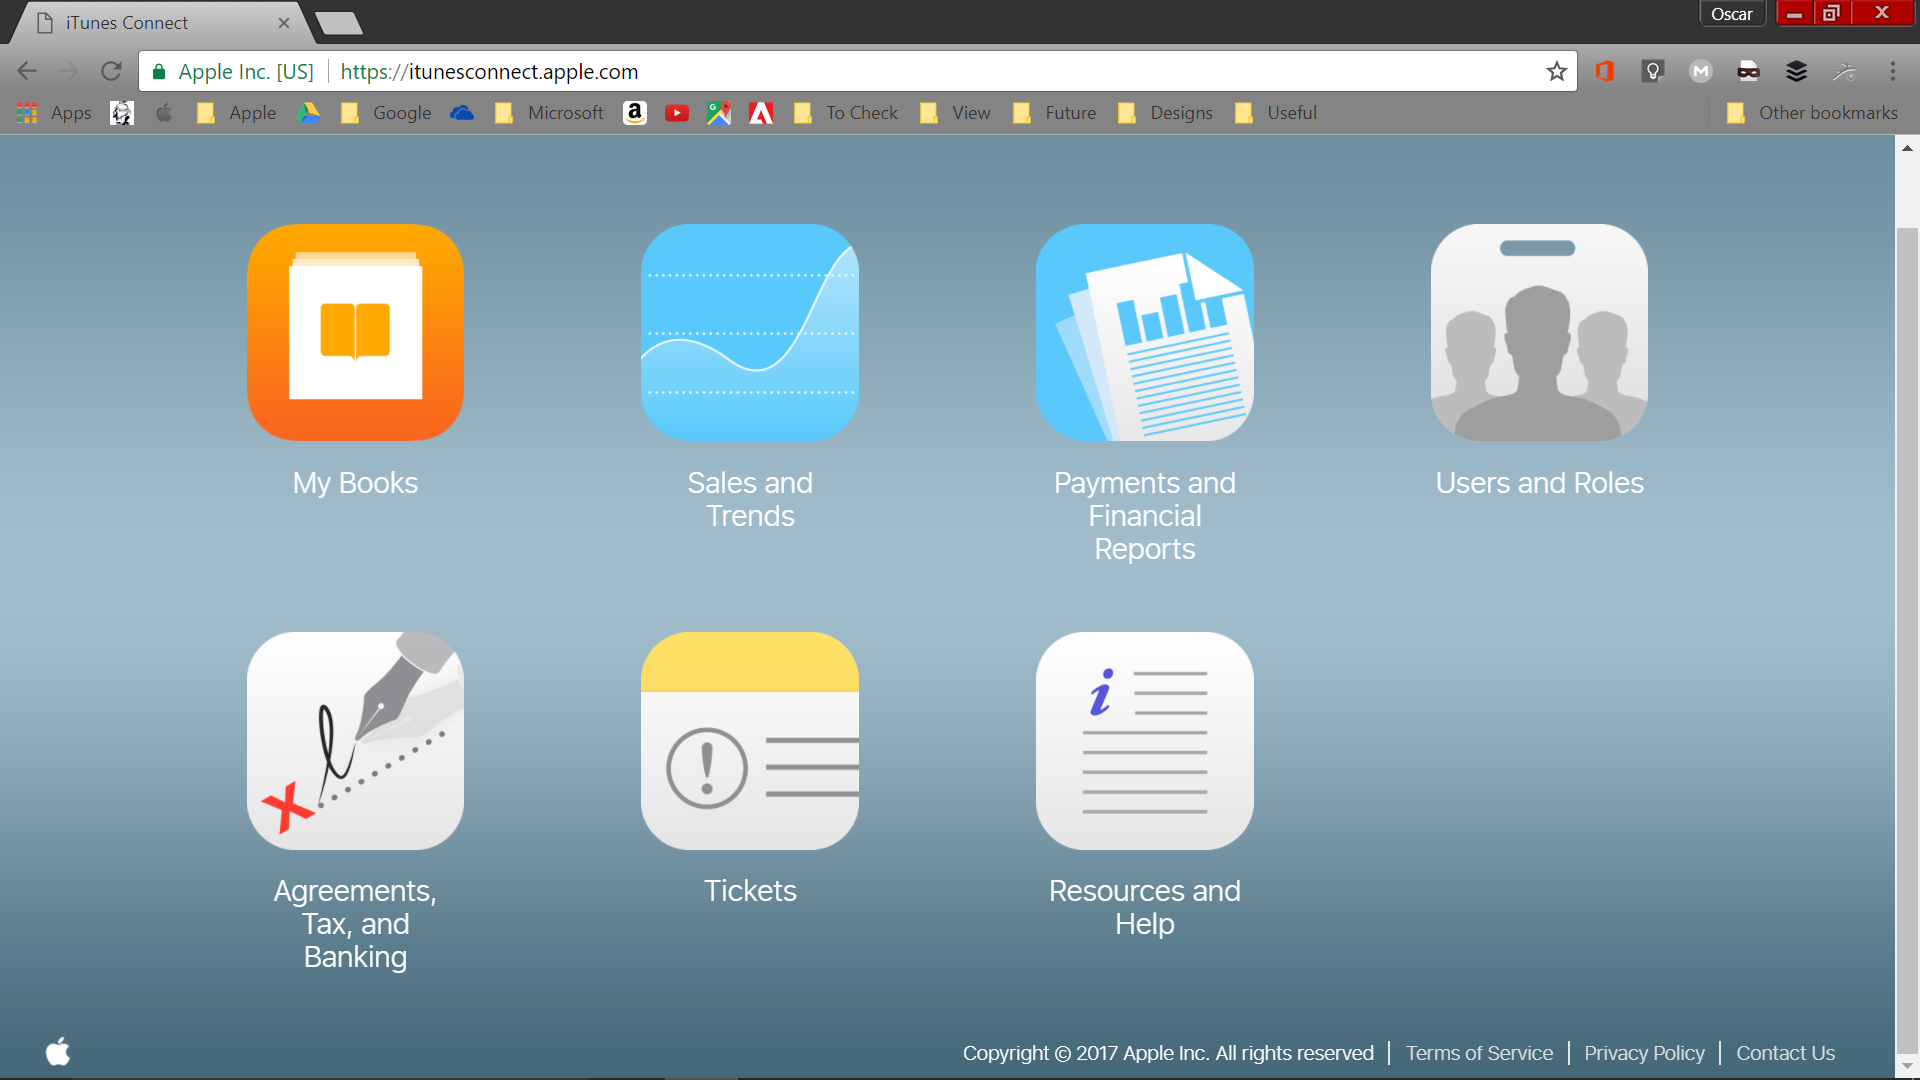 iTunes Connect
Oscar
Apple Inc. [US]
https://itunesconnect.apple.com
Apps
Apple
Google
Microsoft
a
To Check
View
Future
Designs
Useful
Other bookmarks
My Books
Sales and
Trends
Payments and
Financial
Reports
Users and Roles
Agreements,
Tax, and
Banking
Tickets
Resources and
Help
Copyright © 2017 Apple Inc. All rights reserved
Terms of Service
Privacy Policy
Contact Us